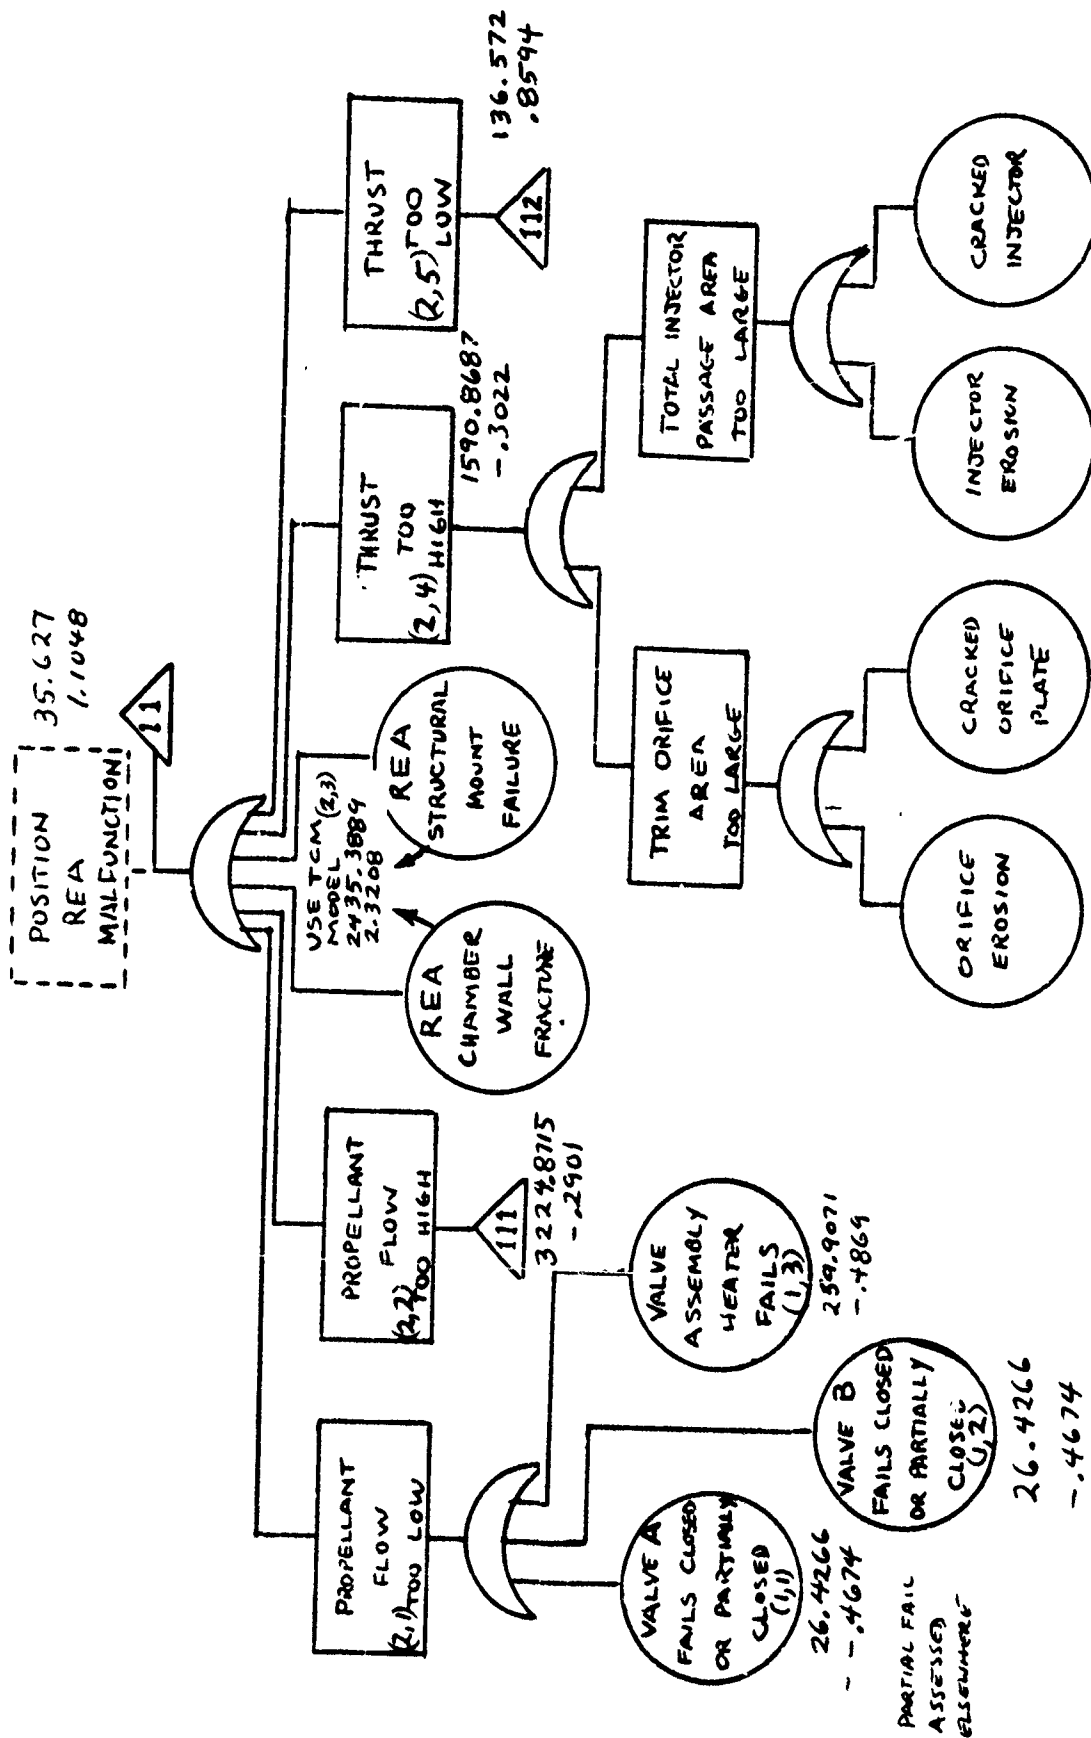 POSITION
REA
MALFUNCTION
35.627
1.1048
11
PROPELLANT
FLOW
(2,1) TOO LOW
PROPELLANT
FLOW
(2,2) TOO HIGH
111
3224.8715
-.2901
USE TCM (2,3)
MODEL
2435.3889
2.3208
REA
CHAMBER
WALL
FRACTURE
REA
STRUCTURAL
MOUNT
FAILURE
THRUST
TOO
(2,4) HIGH
1590.8687
-.3022
THRUST
(2,5) TOO
LOW
112
136.572
.8594
VALVE A
FAILS CLOSED
OR PARTIALLY
CLOSED
(1,1)
26.4266
-.4674
PARTIAL FAIL
ASSESSED
ELSEWHERE
VALVE B
FAILS CLOSED
OR PARTIALLY
CLOSED
(1,2)
26.4266
-.4674
VALVE
ASSEMBLY
HEATER
FAILS
(1,3)
259.9071
-.4869
TRIM ORIFICE
AREA
TOO LARGE
ORIFICE
EROSION
CRACKED
ORIFICE
PLATE
TOTAL INJECTOR
PASSAGE AREA
TOO LARGE
INJECTOR
EROSION
CRACKED
INJECTOR